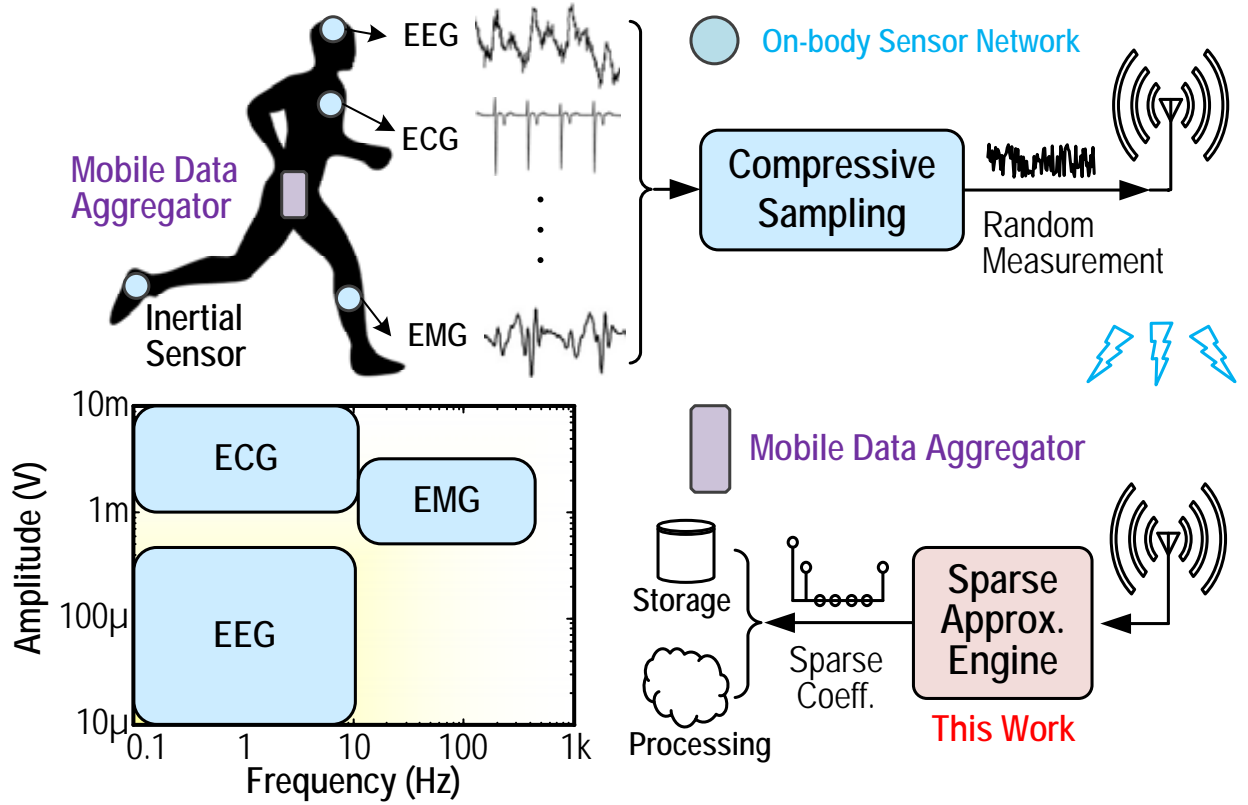 EEG
On-body Sensor Network
ECG
Mobile Data
Aggregator
Compressive
Sampling
Random
Measurement
Inertial
Sensor
EMG
10m
1m
100μ
10μ
Amplitude (V)
ECG
EMG
EEG
0.1
1
10
100
1k
Frequency (Hz)
Mobile Data Aggregator
Storage
Processing
Sparse
Coeff.
Sparse
Approx.
Engine
This Work